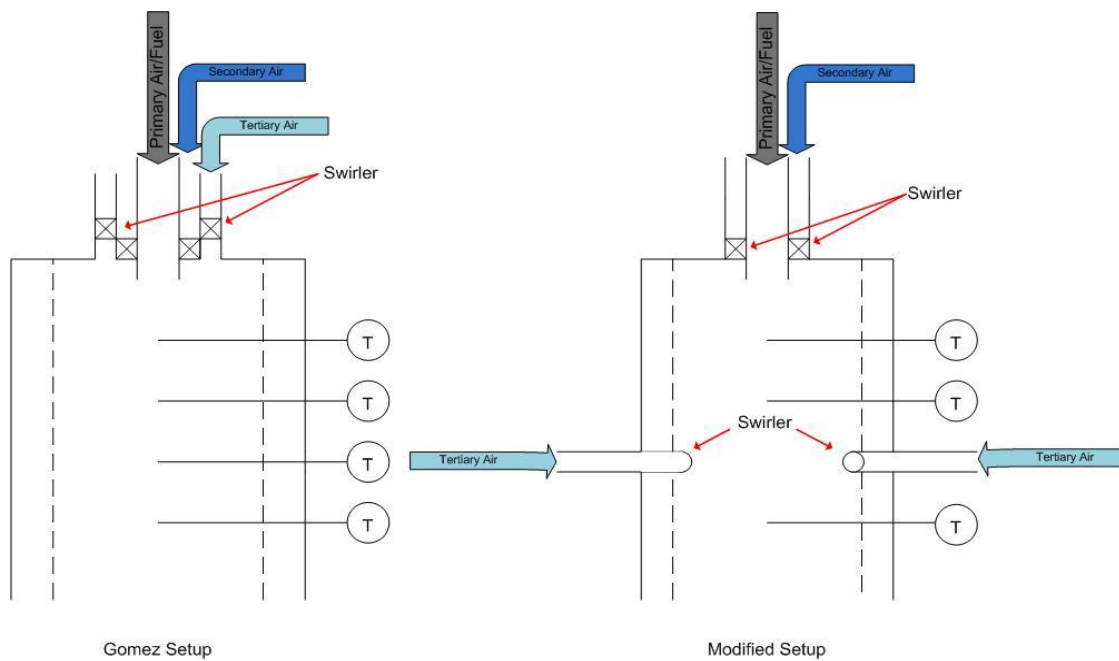 Primary Air/Fuel
Secondary Air
Tertiary Air
Swirler
T
T
T
T
Gomez Setup
Primary Air/Fuel
Secondary Air
Swirler
T
T
Swirler
Tertiary Air
Tertiary Air
T
Modified Setup